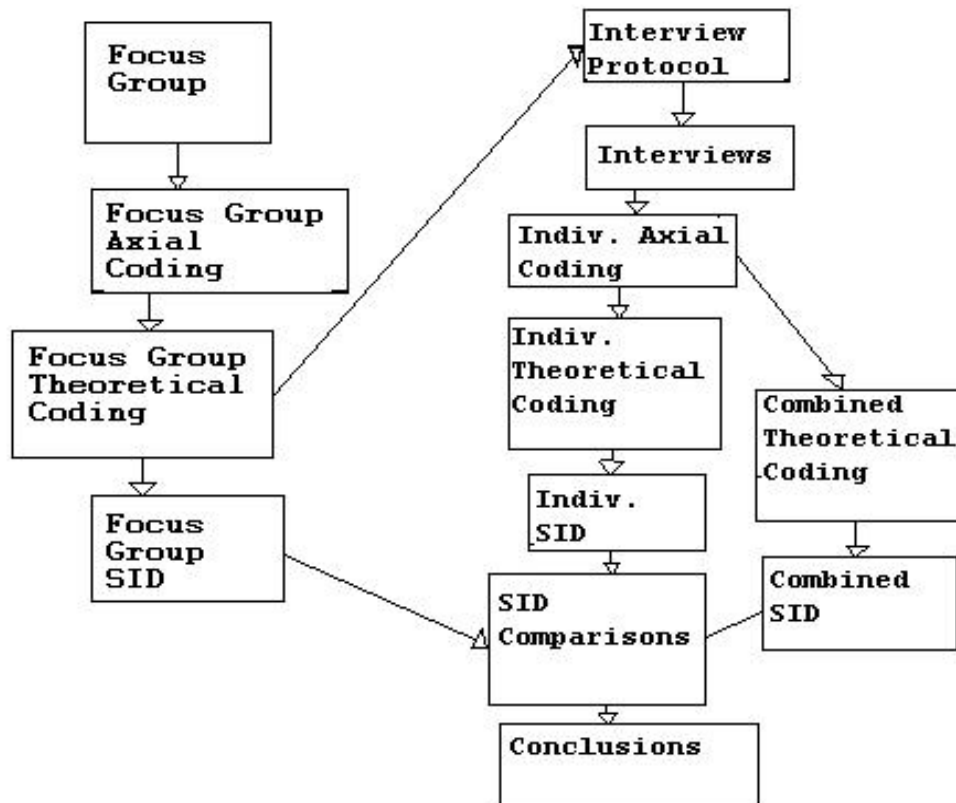 Focus
Group
Focus Group
Axial
Coding
Focus Group
Theoretical
Coding
Focus
Group
SID
Interview
Protocol
Interviews
Indiv. Axial
Coding
Indiv.
Theoretical
Coding
Indiv.
SID
SID
Comparisons
Conclusions
Combined
Theoretical
Coding
Combined
SID